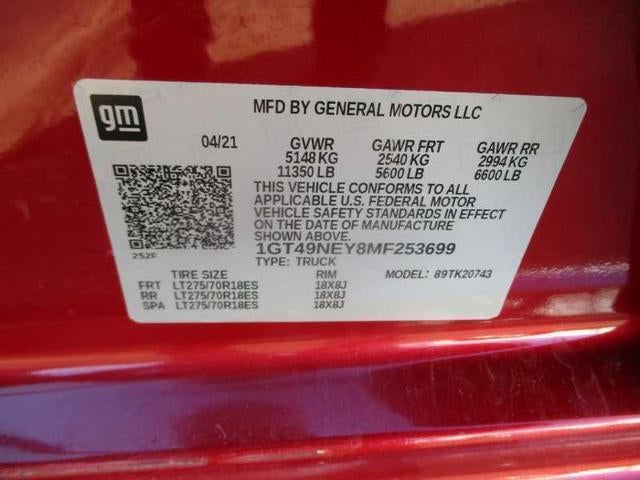 gm
MFD BY GENERAL MOTORS LLC
04/21 GVWR GAWR FRT GAWR RR
5148 KG 2540 KG 2994 KG
11350 LB 5600 LB 6600 LB
THIS VEHICLE CONFORMS TO ALL
APPLICABLE U.S. FEDERAL MOTOR
VEHICLE SAFETY STANDARDS IN EFFECT
ON THE DATE OF MANUFACTURE
SHOWN ABOVE.
252F
1GT49NEY8MF253699
TYPE: TRUCK MODEL: 89TK20743
TIRE SIZE RIM
FRT LT275/70R18ES 18X8J
RR LT275/70R18ES 18X8J
SPA LT275/70R18ES 18X8J